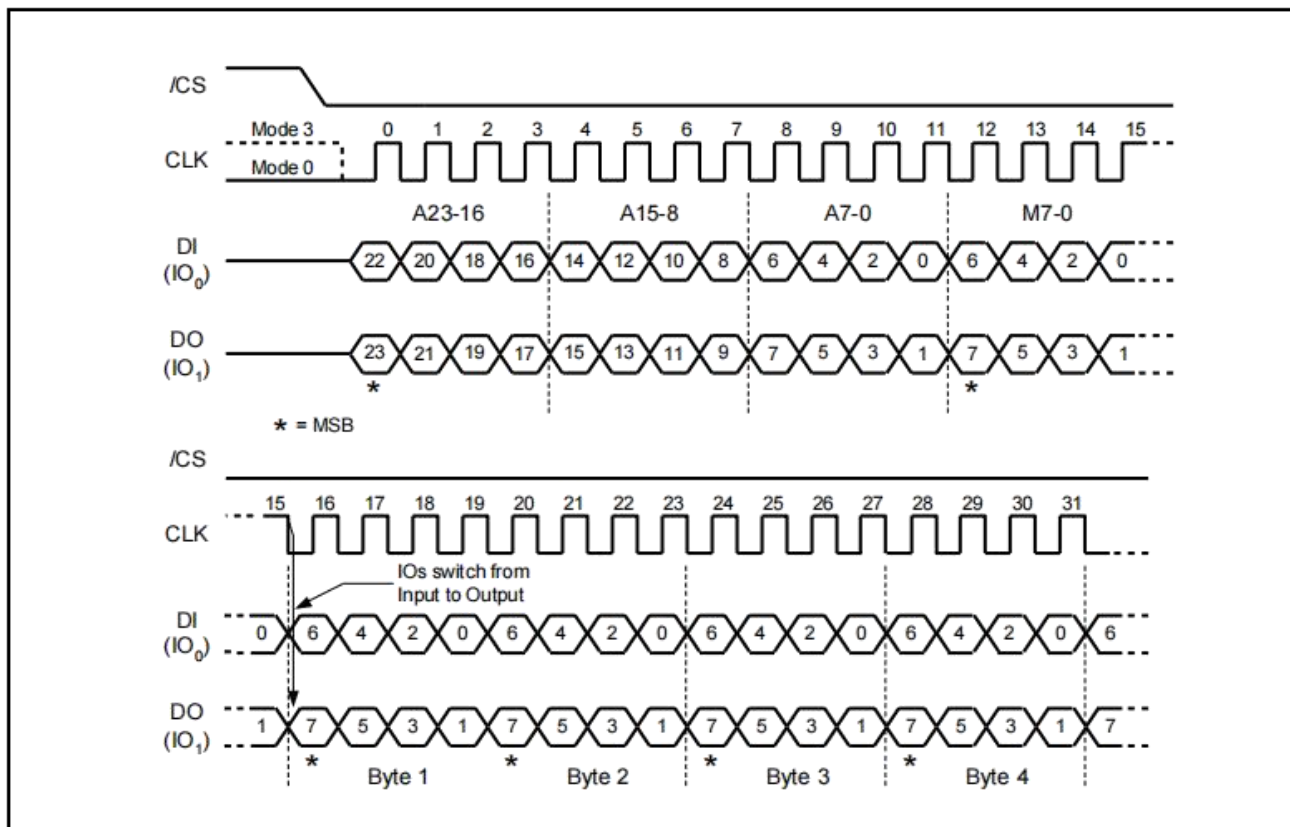 /CS
Mode 3 0 1 2 3 4 5 6 7 8 9 10 11 12 13 14 15
CLK
Mode 0
A23-16 A15-8 A7-0 M7-0
DI
(IO0) 22 20 18 16 14 12 10 8 6 4 2 0 6 4 2 0
DO
(IO1) 23 21 19 17 15 13 11 9 7 5 3 1 7 5 3 1
* *
* = MSB
/CS
15 16 17 18 19 20 21 22 23 24 25 26 27 28 29 30 31
CLK
IOs switch from
Input to Output
DI
(IO0) 0 6 4 2 0 6 4 2 0 6 4 2 0 6 4 2 0 6
DO
(IO1) 1 7 5 3 1 7 5 3 1 7 5 3 1 7 5 3 1 7
* * * *
Byte 1 Byte 2 Byte 3 Byte 4